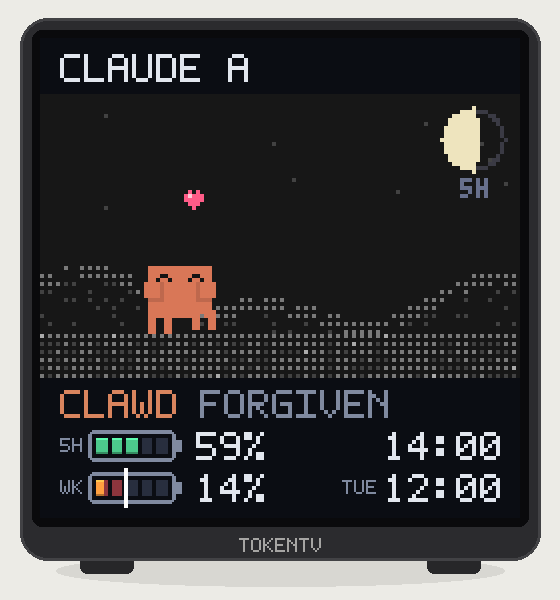 CLAUDE A
5H
CLAWD FORGIVEN
5H 59% 14:00
WK 14% TUE 12:00
TOKENTV